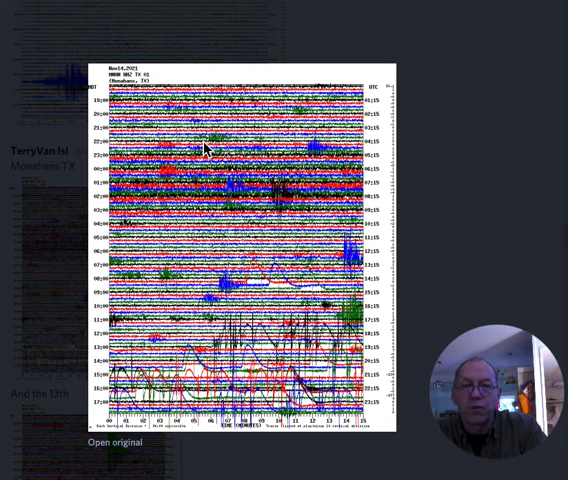 Nov14,2021
MNHN HHZ TX 01
(Monahans, TX)
UTC
19:00 01:15
20:00 02:15
21:00 03:15
22:00 04:15
23:00 05:15
00:00 06:15
01:00 07:15
02:00 08:15
03:00 09:15
04:00 10:15
05:00 11:15
06:00 12:15
07:00 13:15
08:00 14:15
09:00 15:15
10:00 16:15
11:00 17:15
12:00 18:15
13:00 19:15
14:00 20:15
15:00 21:15
16:00 22:15
17:00 23:15
00 01 02 03 04 05 06 07 08 09 10 11 12 13 14 15
TIME (MINUTES)
Open original
TerryVan Isl
Monahans TX
And the 13th